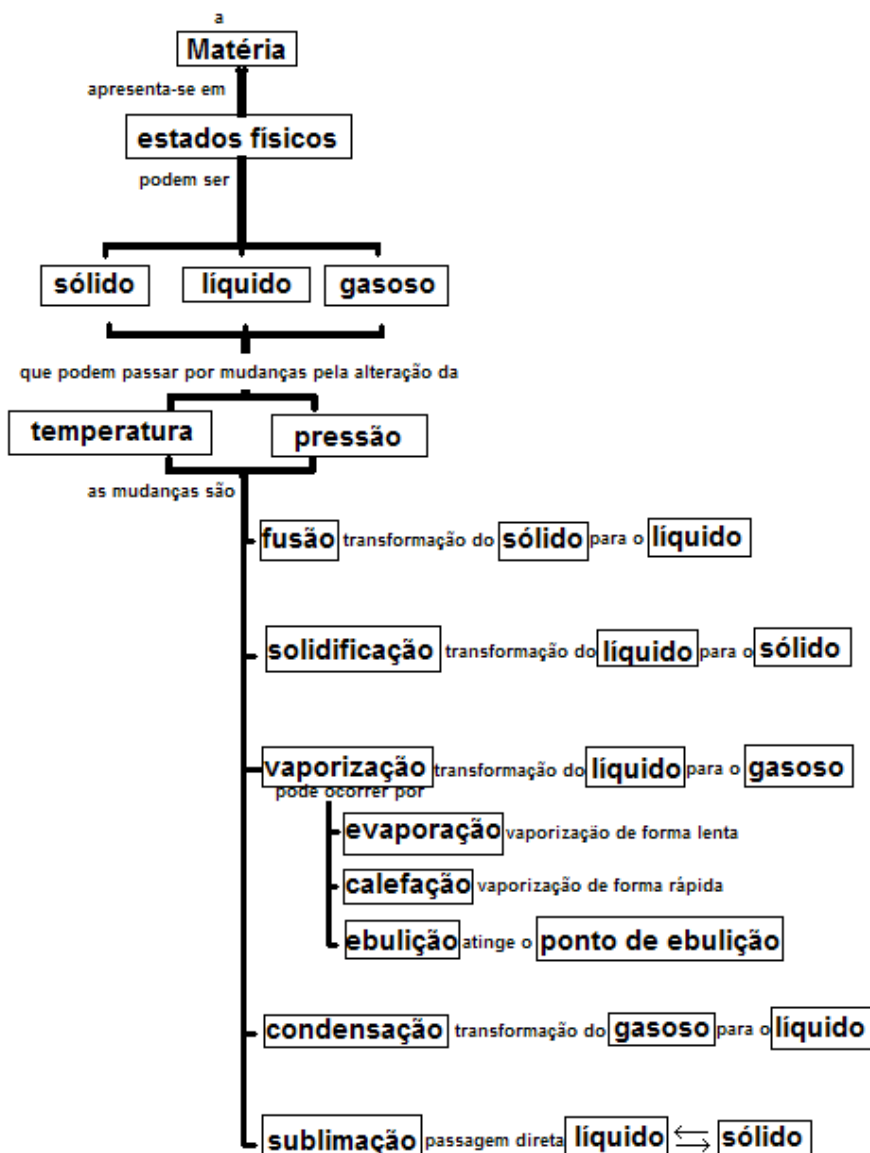 a
Matéria
apresenta-se em
estados físicos
podem ser
sólido líquido gasoso
que podem passar por mudanças pela alteração da
temperatura pressão
as mudanças são
fusão transformação do sólido para o líquido
solidificação transformação do líquido para o sólido
vaporização transformação do líquido para o gasoso
pode ocorrer por
evaporação vaporização de forma lenta
calefação vaporização de forma rápida
ebulição atinge o ponto de ebulição
condensação transformação do gasoso para o líquido
sublimação passagem direta líquido ⇆ sólido